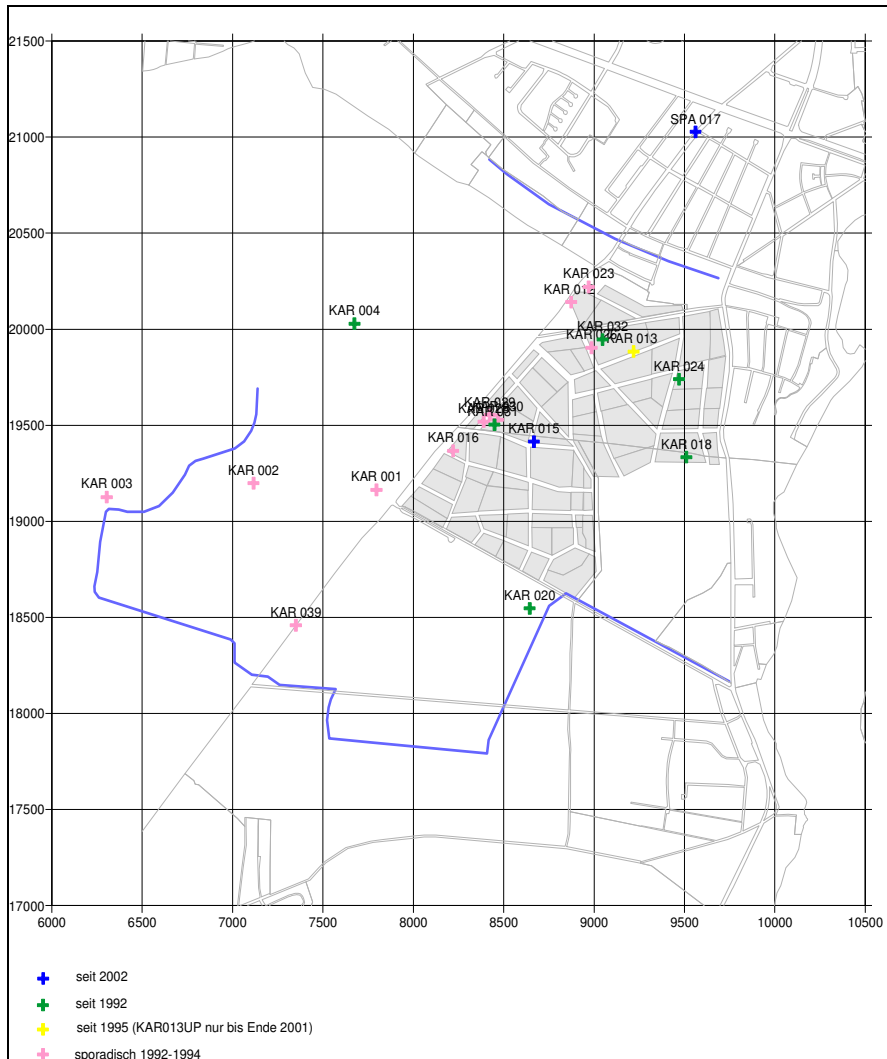 21500
21000
SPA 017
20500
KAR 023
KAR 012
KAR 004
20000
KAR 032
KAR 013
KAR 024
19500
KAR 015
KAR 031
KAR 016
KAR 018
KAR 001
KAR 002
KAR 003
19000
KAR 020
18500
KAR 039
18000
17500
17000
6000 6500 7000 7500 8000 8500 9000 9500 10000 10500
seit 2002
seit 1992
seit 1995 (KAR013UP nur bis Ende 2001)
sporadisch 1992-1994